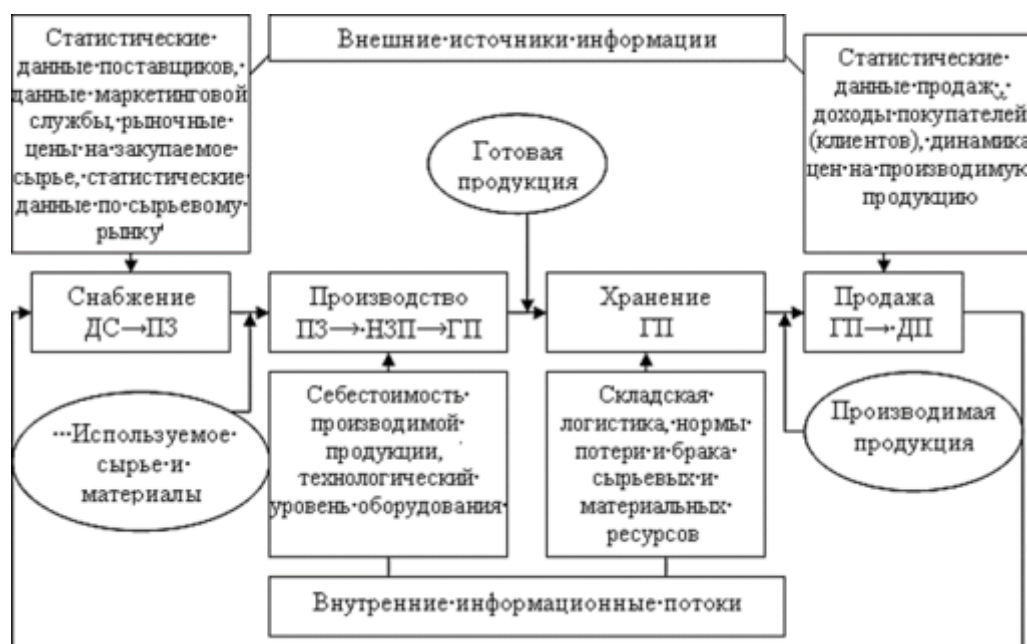 Статистические·
данные·поставщиков,·
данные·маркетинговой
службы,·рыночные·
цены·на·закупаемое·
сырье,·статистические·
данные·по·сырьевому·
рынку
Внешние·источники·информации
Статистические·
данные·продаж,
доходы·покупателей
(клиентов),·динамика
цен·на·производимую
продукцию
Готовая
продукция
Снабжение
ДС→ПЗ
Производство
ПЗ→·НЗП→ГП
Хранение
ГП
Продажа
ГП→·ДП
···Используемое·
сырье·и·
материалы
Себестоимость·
производимой·
продукции,
технологический·
уровень·оборудования·
Складская·
логистика,·нормы·
потери·и·брака·
сырьевых·и·
материальных·
ресурсов
Производимая
продукция
Внутренние·информационные·потоки